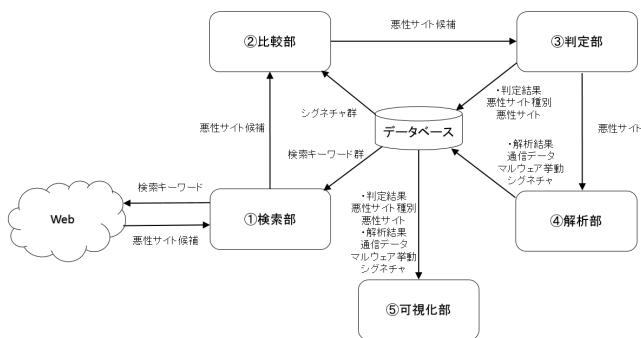 悪性サイト候補
②比較部
③判定部
・判定結果
悪性サイト種別
悪性サイト
シグネチャ群
データベース
悪性サイト候補
悪性サイト
・解析結果
通信データ
マルウェア挙動
シグネチャ
検索キーワード群
検索キーワード
Web
①検索部
悪性サイト候補
・判定結果
悪性サイト種別
悪性サイト
・解析結果
通信データ
マルウェア挙動
シグネチャ
④解析部
⑤可視化部